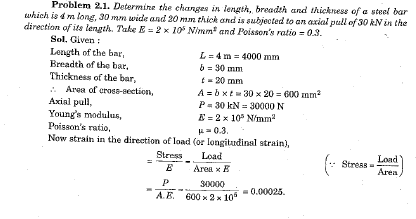 Problem 2.1. Determine the changes in length, breadth and thickness of a steel bar
which is 4 m long, 30 mm wide and 20 mm thick and is subjected to an axial pull of 30 kN in the
direction of its length. Take E = 2 × 10⁵ N/mm² and Poisson's ratio = 0.3.
Sol. Given :
Length of the bar, L = 4 m = 4000 mm
Breadth of the bar, b = 30 mm
Thickness of the bar, t = 20 mm
∴ Area of cross-section, A = b × t = 30 × 20 = 600 mm²
Axial pull, P = 30 kN = 30000 N
Young's modulus, E = 2 × 10⁵ N/mm²
Poisson's ratio, μ = 0.3.
Now strain in the direction of load (or longitudinal strain),
= Stress / E = Load / Area × E (∵ Stress = Load / Area)
= P / A.E. = 30000 / 600 × 2 × 10⁵ = 0.00025.